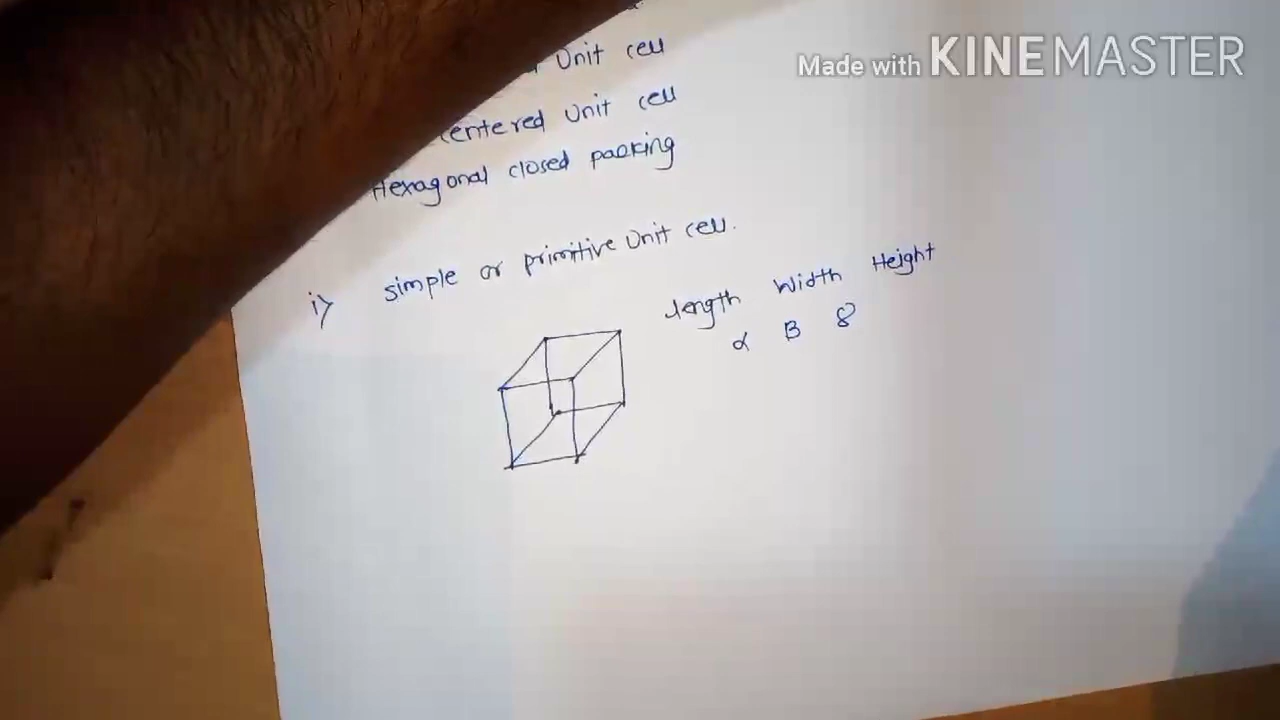 Made with KINEMASTER
Unit cell
centered Unit cell
Hexagonal closed packing
i) simple or primitive Unit cell.
length Width Height
α B 8